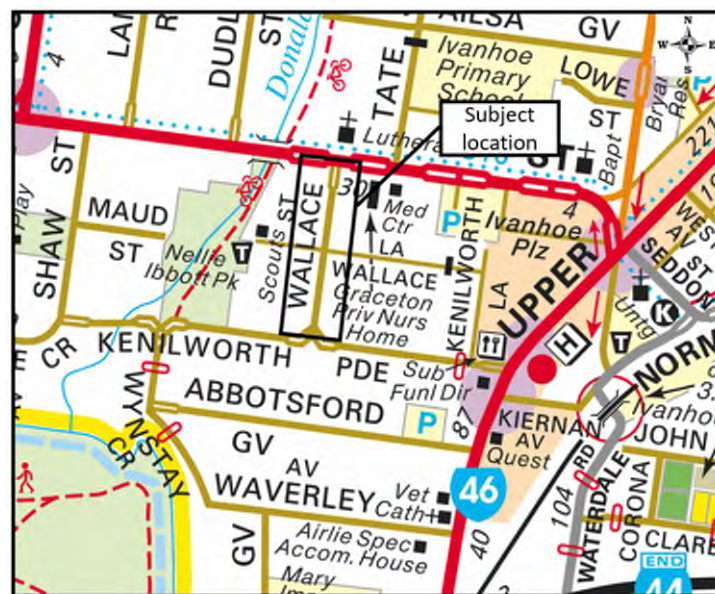 AILSA GV
N
W
E
S
DUDL
ST
Donald
TATE
Ivanhoe
Primary
School
LOWE
ST
Bryal
Res
P
4
Luthera
Subject
location
ST
Bapt
221
SHAW ST
Play
MAUD
ST
Nellie
Ibbott Pk
T
Scouts
ST
WALLACE
30
Med
Ctr
LA
WALLACE
Graceton
Priv Nurs
Home
P
KENILWORTH
LA
Ivanhoe
Plz
4
UPPER
WEST
AV
ST
SEDDON
Untg
K
H
T
NORM
CR
KENILWORTH
PDE
Sub
Funl Dir
87
ABBOTSFORD
GV
P
WYNSTAY
CR
KIERNAN
AV
Quest
JOHN
AV
WAVERLEY
GV
46
Vet
Cath
40
104
RD
WATERDALE
CORONA
CLARE
Airlie Spec
Accom. House
Mary
END
44